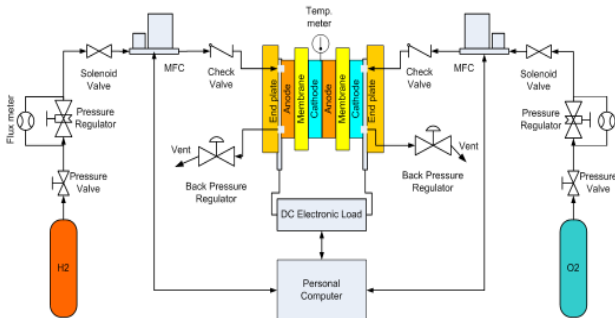 Temp.
meter
Solenoid
Valve
MFC
Check
Valve
End plate
Anode
Membrane
Cathode
Anode
Membrane
Cathode
End plate
Check
Valve
MFC
Solenoid
Valve
Flux meter
Pressure
Regulator
Pressure
Regulator
Vent
Back Pressure
Regulator
Vent
Back Pressure
Regulator
Pressure
Valve
Pressure
Valve
DC Electronic Load
H2
O2
Personal
Computer